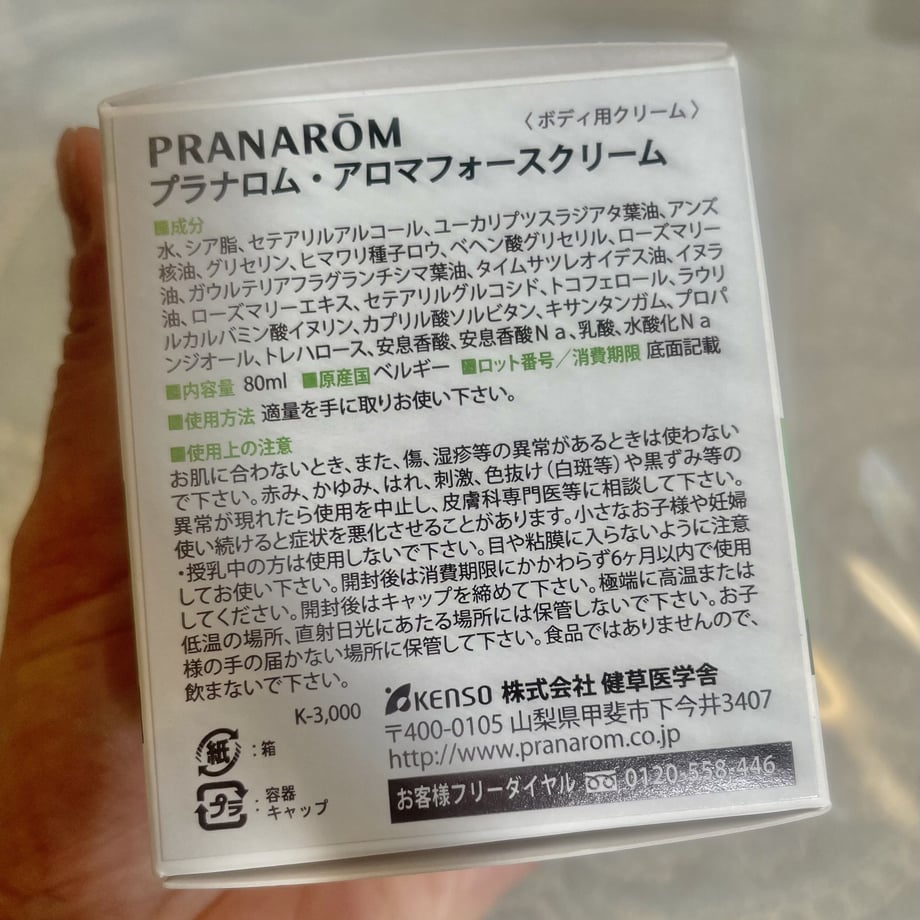 PRANARŌM 〈ボディ用クリーム〉
プラナロム・アロマフォースクリーム
■成分
水、シア脂、セテアリルアルコール、ユーカリプツスラジアタ葉油、アンズ
核油、グリセリン、ヒマワリ種子ロウ、ベヘン酸グリセリル、ローズマリー
油、ガウルテリアフラグランチシマ葉油、タイムサツレオイデス油、イヌラ
油、ローズマリーエキス、セテアリルグルコシド、トコフェロール、ラウリ
ルカルバミン酸イヌリン、カプリル酸ソルビタン、キサンタンガム、プロパ
ンジオール、トレハロース、安息香酸、安息香酸Na、乳酸、水酸化Na
■内容量 80ml ■原産国 ベルギー ■ロット番号／消費期限 底面記載
■使用方法 適量を手に取りお使い下さい。
■使用上の注意
お肌に合わないとき、また、傷、湿疹等の異常があるときは使わない
で下さい。赤み、かゆみ、はれ、刺激、色抜け（白斑等）や黒ずみ等の
異常が現れたら使用を中止し、皮膚科専門医等に相談して下さい。
使い続けると症状を悪化させることがあります。小さなお子様や妊婦
・授乳中の方は使用しないで下さい。目や粘膜に入らないように注意
してお使い下さい。開封後は消費期限にかかわらず6ヶ月以内で使用
してください。開封後はキャップを締めて下さい。極端に高温または
低温の場所、直射日光にあたる場所には保管しないで下さい。お子
様の手の届かない場所に保管して下さい。食品ではありませんので、
飲まないで下さい。
K-3,000
KENSO 株式会社 健草医学舎
〒400-0105 山梨県甲斐市下今井3407
http://www.pranarom.co.jp
お客様フリーダイヤル 0120-558-446
紙 : 箱
プラ : 容器
キャップ